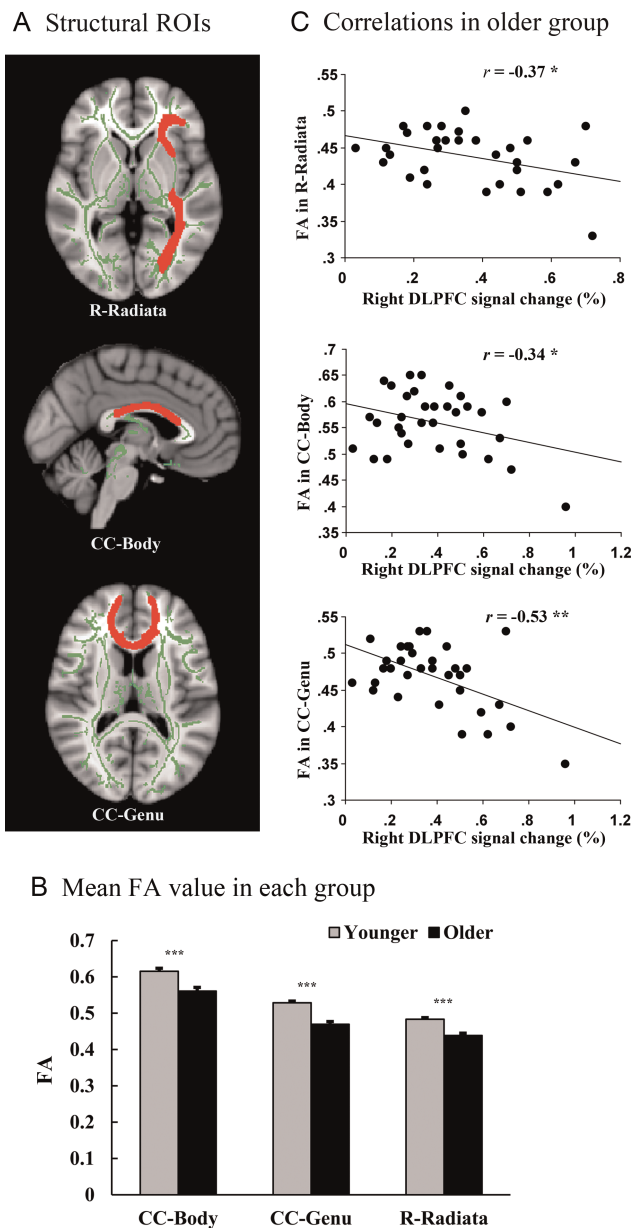 A Structural ROIs
R-Radiata
CC-Body
CC-Genu
C Correlations in older group
r = -0.37 *
FA in R-Radiata
.55
.5
.45
.4
.35
.3
0 .2 .4 .6 .8
Right DLPFC signal change (%)
r = -0.34 *
FA in CC-Body
.7
.65
.6
.55
.5
.45
.4
.35
0 .2 .4 .6 .8 1 1.2
Right DLPFC signal change (%)
r = -0.53 **
FA in CC-Genu
.55
.5
.45
.4
.35
.3
0 .2 .4 .6 .8 1 1.2
Right DLPFC signal change (%)
B Mean FA value in each group
Younger Older
FA
0.7
0.6
0.5
0.4
0.3
0.2
0.1
0
*** *** ***
CC-Body CC-Genu R-Radiata